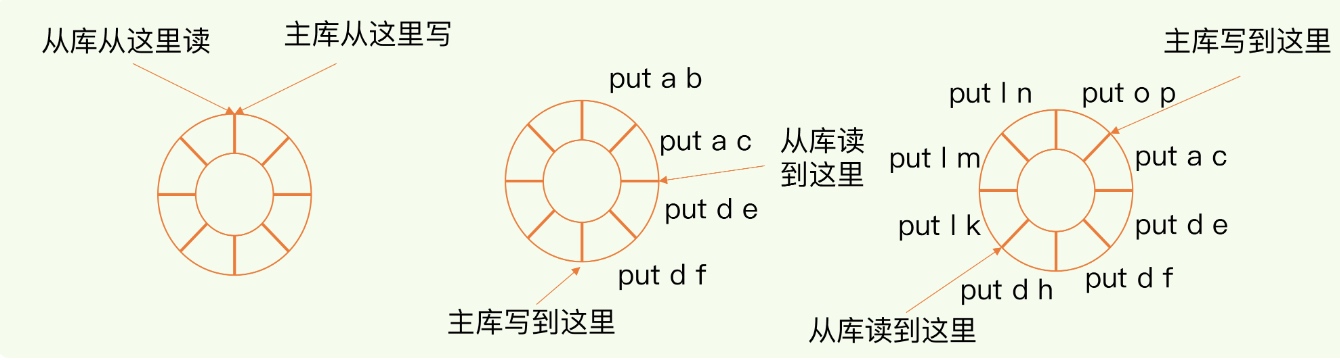 从库从这里读
主库从这里写
put a b
put a c
从库读
到这里
put d e
put d f
主库写到这里
主库写到这里
put l n
put o p
put l m
put a c
put l k
put d e
put d h
put d f
从库读到这里